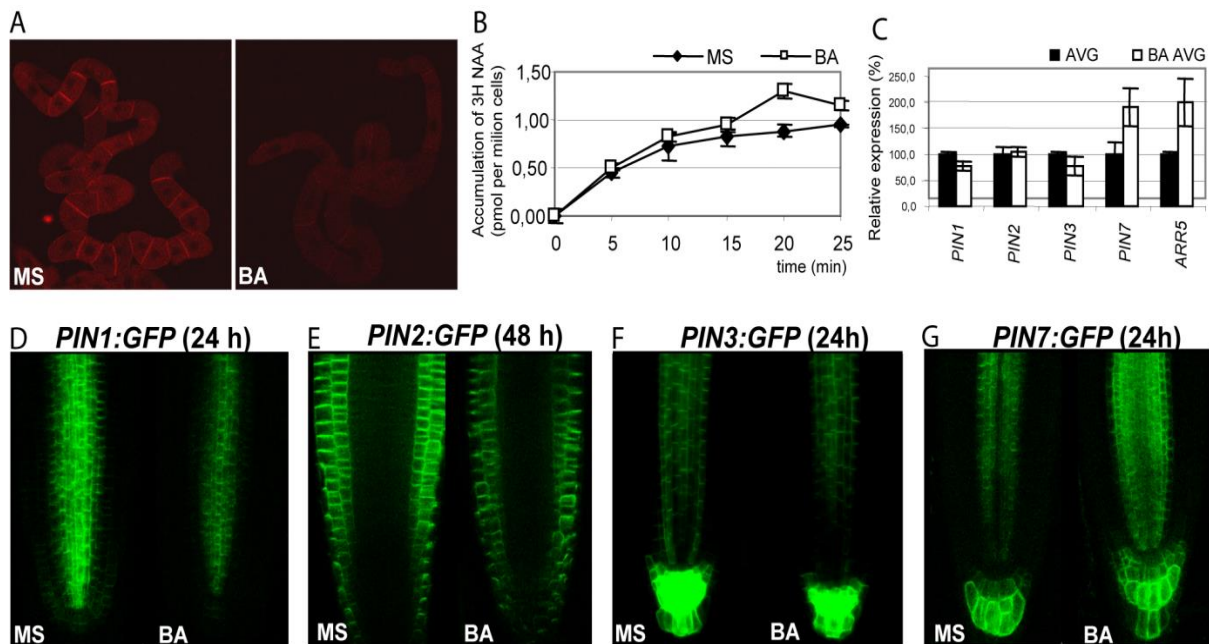 A
MS
BA
B
Accumulation of 3H NAA
(pmol per milion cells)
MS
BA
1,50
1,00
0,50
0,00
0
5
10
15
20
25
time (min)
C
Relative expression (%)
AVG
BA AVG
250,0
200,0
150,0
100,0
50,0
0,0
PIN1
PIN2
PIN3
PIN7
ARR5
D
PIN1:GFP (24 h)
MS
BA
E
PIN2:GFP (48 h)
MS
BA
F
PIN3:GFP (24h)
MS
BA
G
PIN7:GFP (24h)
MS
BA